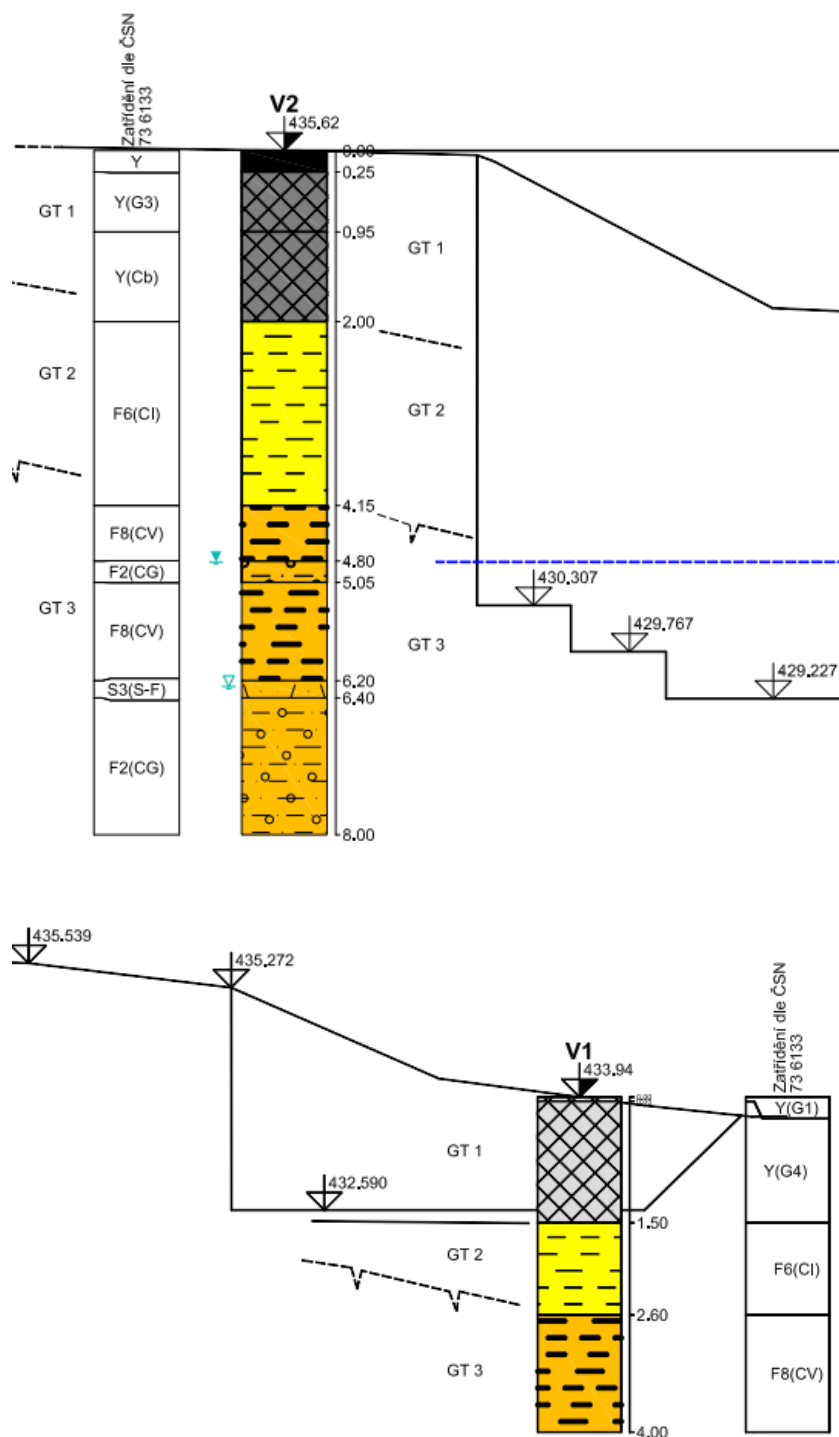 Zatřídění dle ČSN
73 6133
V2
435.62
0.00
Y
0.25
GT 1
Y(G3)
0.95
GT 1
Y(Cb)
2.00
GT 2
F6(CI)
GT 2
4.15
F8(CV)
4.80
F2(CG)
5.05
430.307
GT 3
F8(CV)
429.767
GT 3
429.227
6.20
S3(S-F)
6.40
F2(CG)
8.00
435.539
435.272
Zatřídění dle ČSN
73 6133
V1
433.94
Y(G1)
GT 1
Y(G4)
432.590
1.50
GT 2
F6(CI)
2.60
GT 3
F8(CV)
4.00